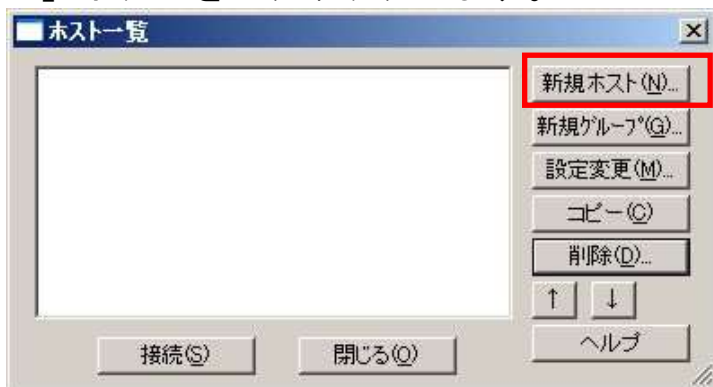 ホスト一覧
新規ホスト(N)...
新規ｸﾞﾙｰﾌﾟ(G)...
設定変更(M)...
コピー(C)
削除(D)...
↑ ↓
ヘルプ
接続(S) 閉じる(O)